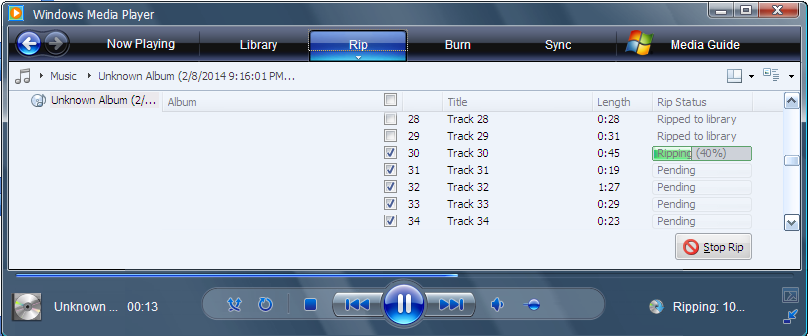 Windows Media Player
Now Playing Library Rip Burn Sync Media Guide
Music Unknown Album (2/8/2014 9:16:01 PM...
Unknown Album (2/... Album Title Length Rip Status
28 Track 28 0:28 Ripped to library
29 Track 29 0:31 Ripped to library
30 Track 30 0:45 Ripping (40%)
31 Track 31 0:19 Pending
32 Track 32 1:27 Pending
33 Track 33 0:29 Pending
34 Track 34 0:23 Pending
Stop Rip
Unknown ... 00:13 Ripping: 10...